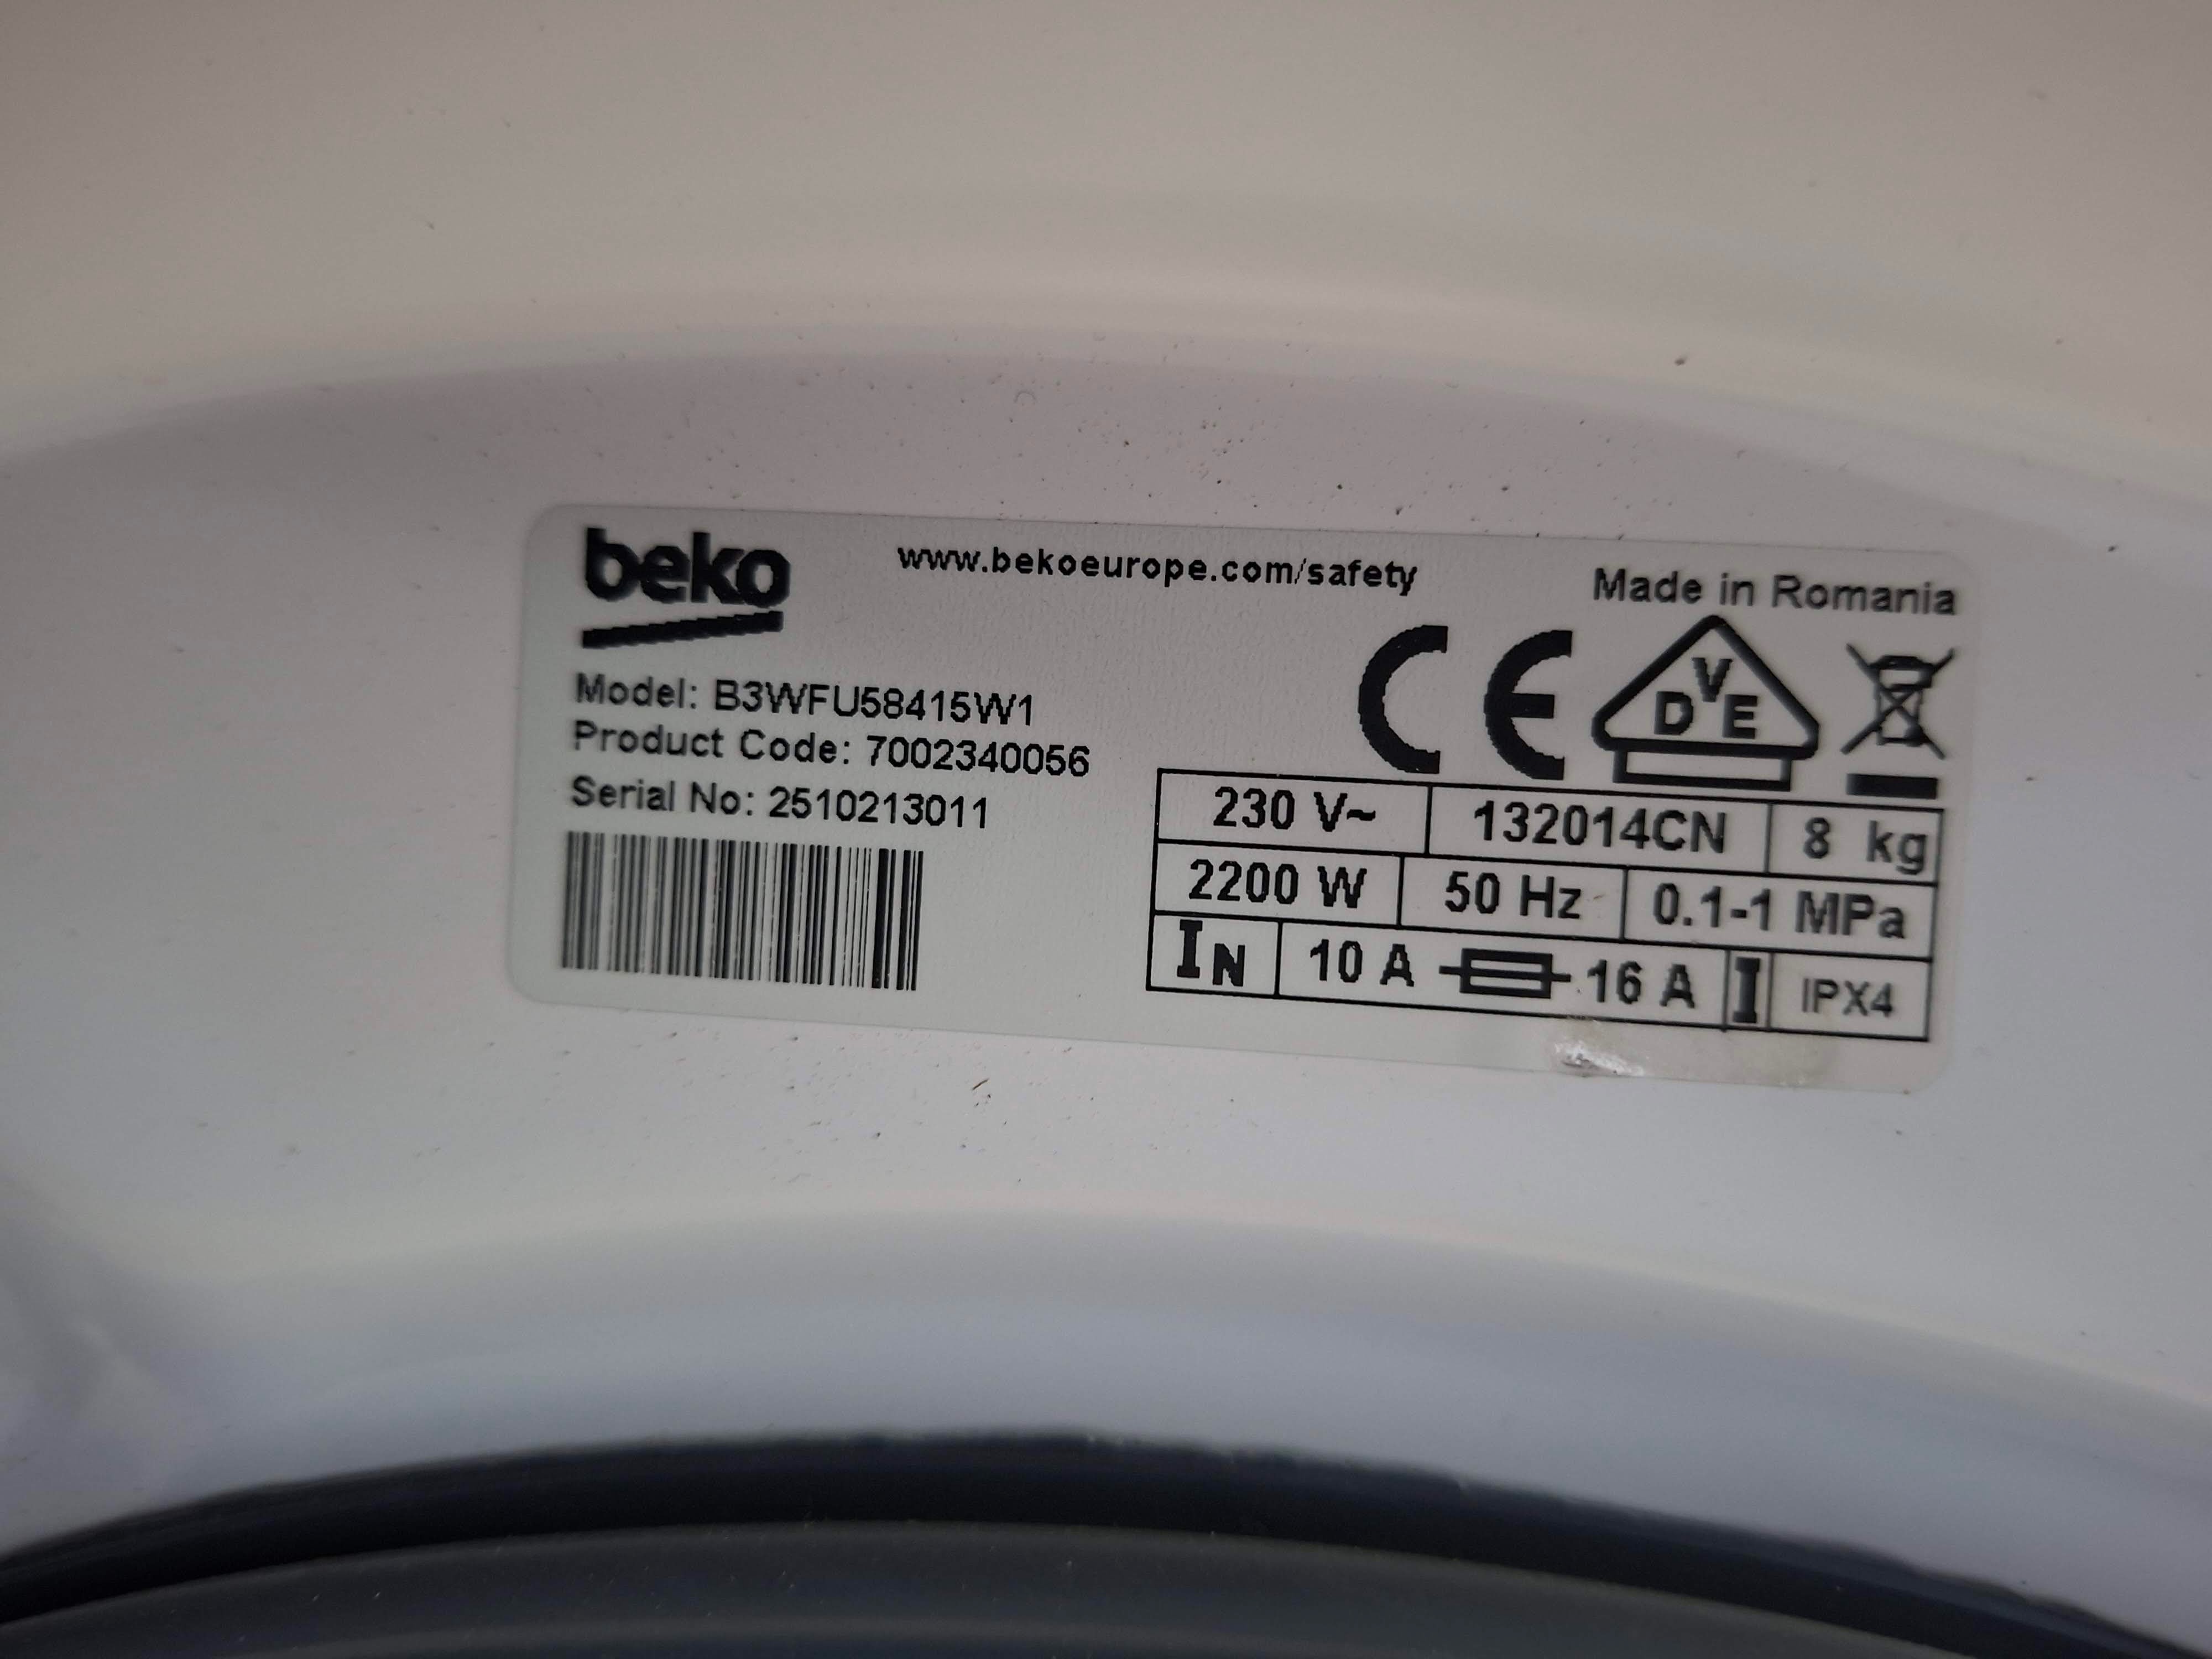 beko
www.bekoeurope.com/safety
Made in Romania
Model: B3WFU58415W1
Product Code: 7002340056
Serial No: 2510213011
CE
DVE
230 V~ 132014CN 8 kg
2200 W 50 Hz 0.1-1 MPa
IN 10 A 16 A I IPX4